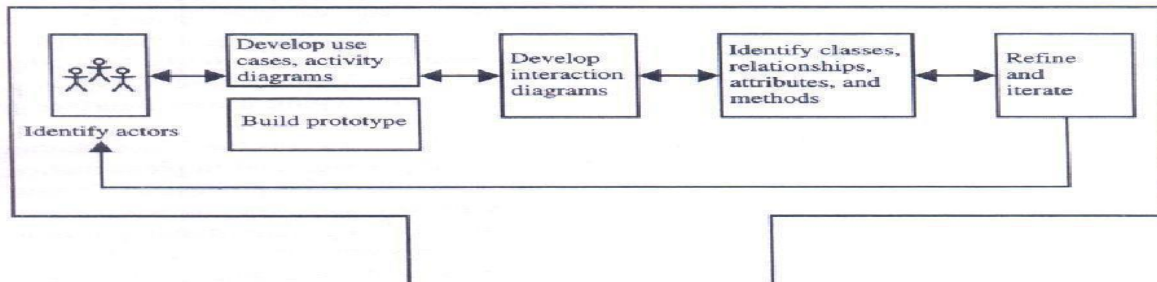 Identify actors
Develop use
cases, activity
diagrams
Build prototype
Develop
interaction
diagrams
Identify classes,
relationships,
attributes, and
methods
Refine
and
iterate